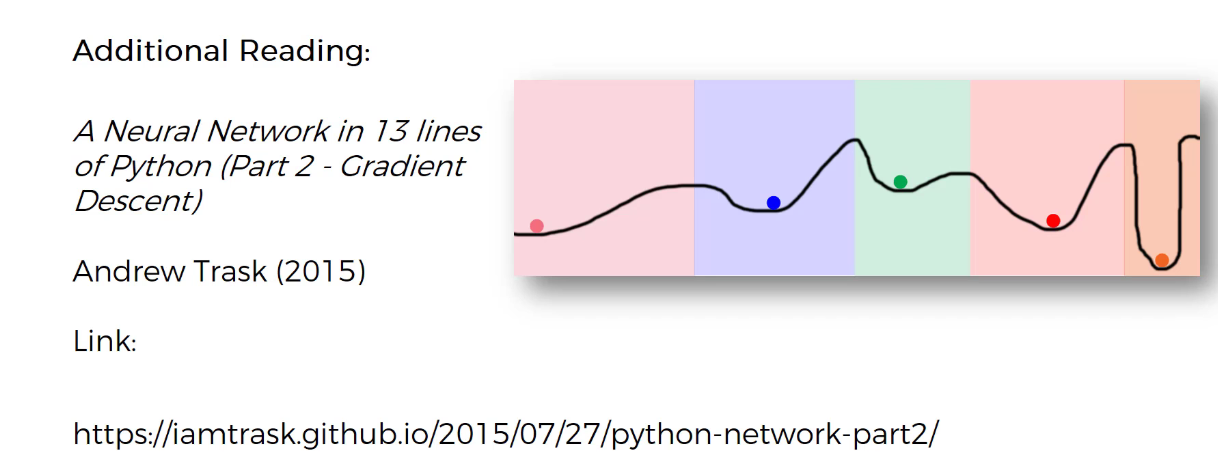 Additional Reading:
A Neural Network in 13 lines
of Python (Part 2 - Gradient
Descent)
Andrew Trask (2015)
Link:
https://iamtrask.github.io/2015/07/27/python-network-part2/